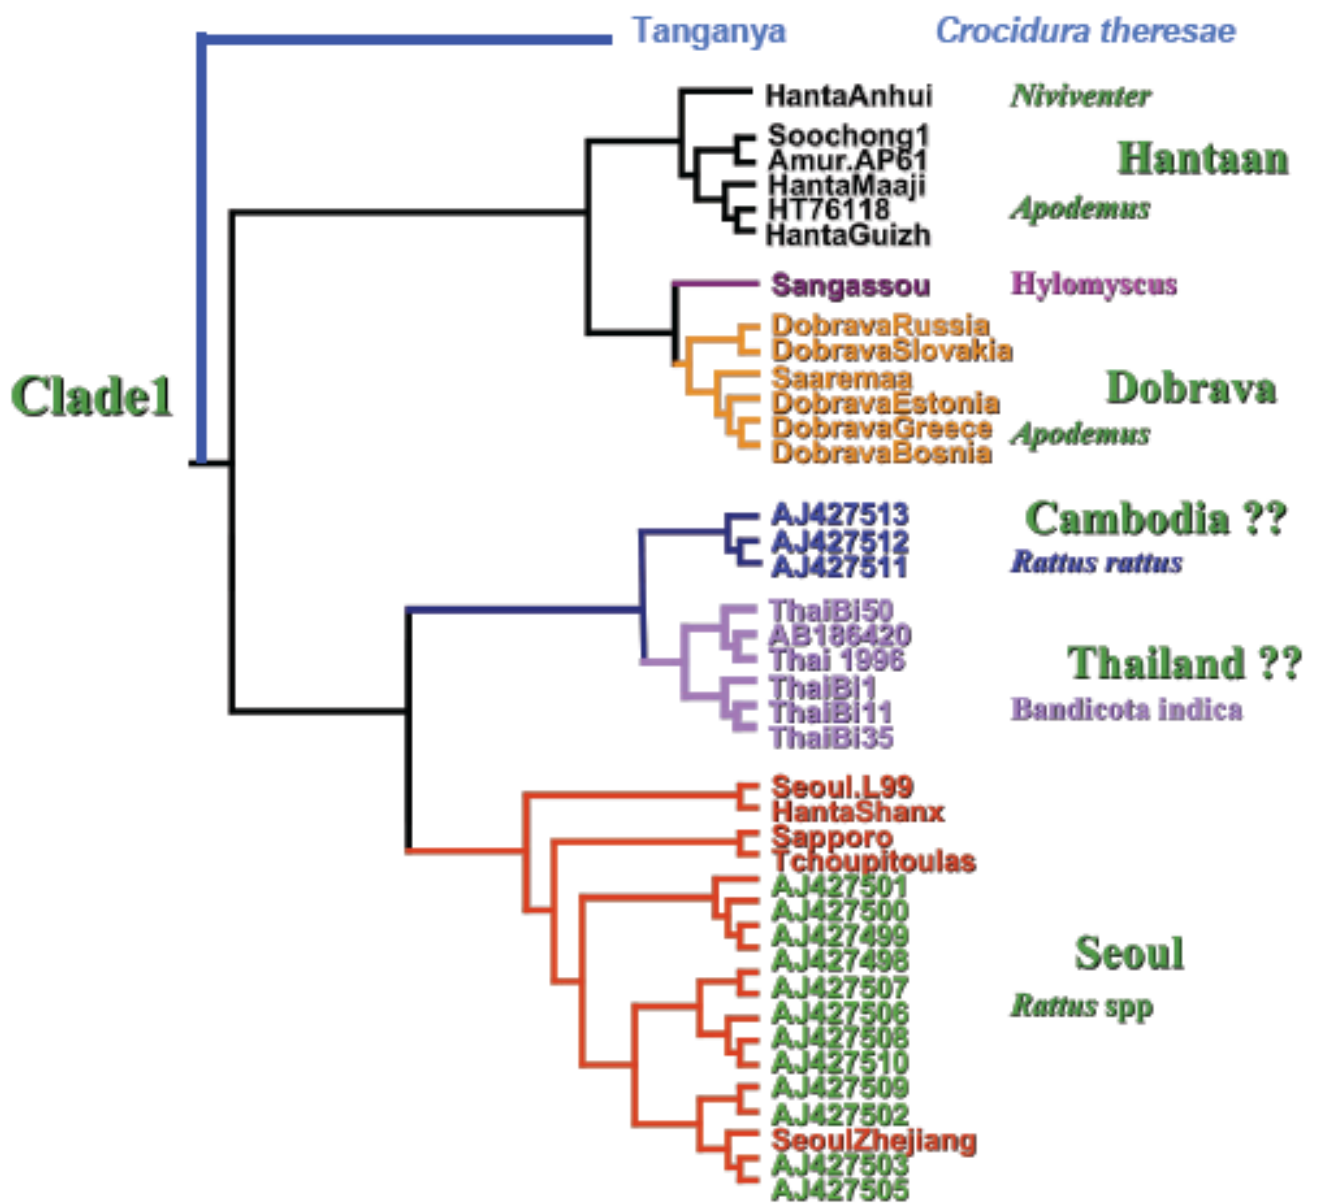 Tanganya Crocidura theresae
HantaAnhui Niviventer
Soochong1
Hantaan
Amur.AP61
HantaMaaji
HT76118 Apodemus
HantaGuizh
Sangassou Hylomyscus
DobravaRussia
DobravaSlovakia
Saaremaa
Clade1
Dobrava
DobravaEstonia
DobravaGreece Apodemus
DobravaBosnia
AJ427513 Cambodia ??
AJ427512
AJ427511 Rattus rattus
ThaiBi50
AB186420
Thai 1996 Thailand ??
ThaiBi1
ThaiBi11 Bandicota indica
ThaiBi35
Seoul.L99
HantaShanx
Sapporo
Tchoupitoulas
AJ427501
AJ427500
AJ427499
Seoul
AJ427498
AJ427507
AJ427506 Rattus spp
AJ427508
AJ427510
AJ427509
AJ427502
SeoulZhejiang
AJ427503
AJ427505